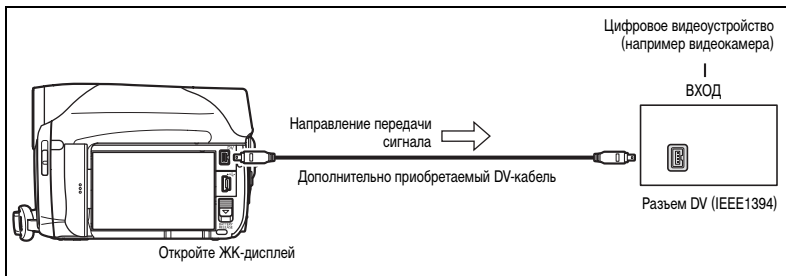 Цифровое видеоустройство
(например видеокамера)
ВХОД
Направление передачи
сигнала
Дополнительно приобретаемый DV-кабель
Разъем DV (IEEE1394)
Откройте ЖК-дисплей